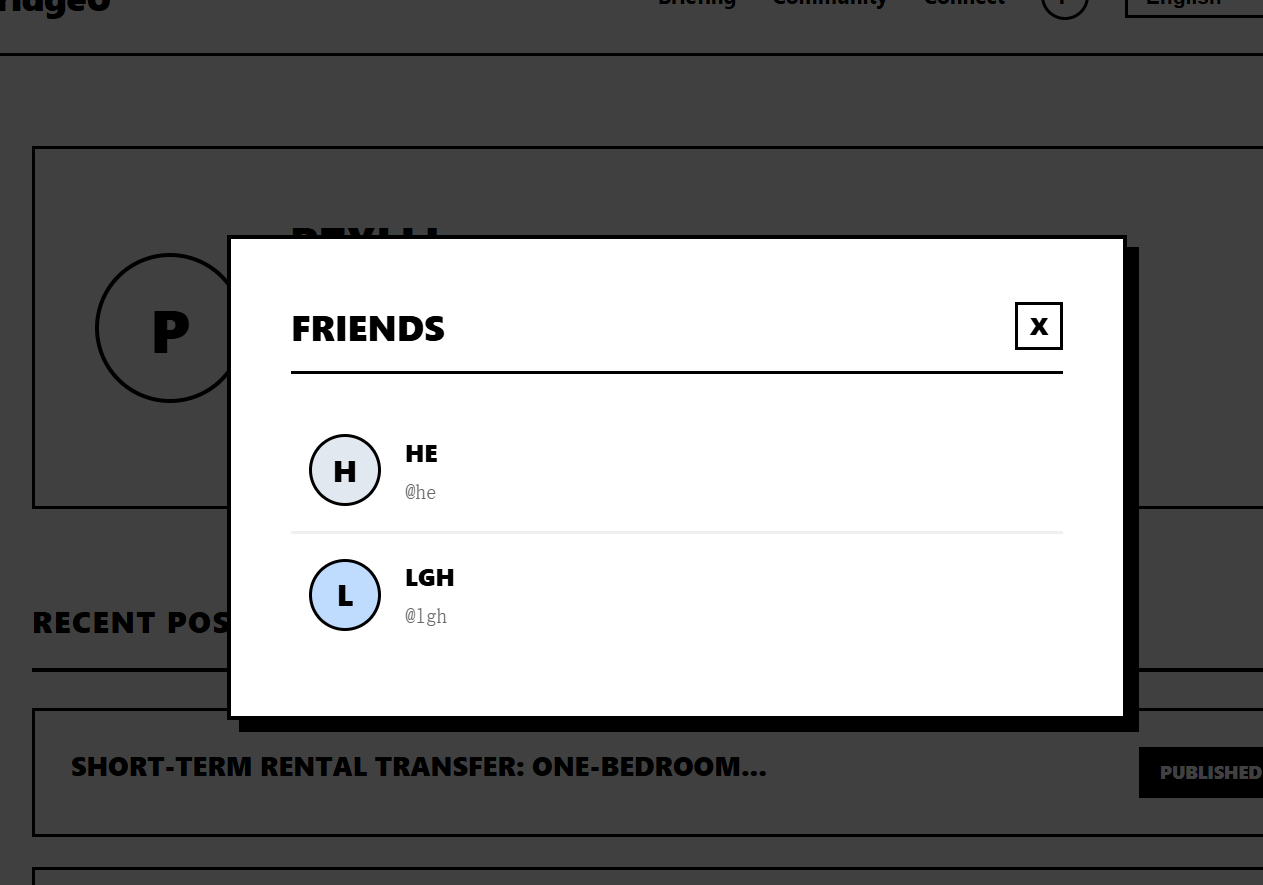 Briefing Community Connect English
P
FRIENDS
X
H
HE
@he
L
LGH
@lgh
RECENT POS
SHORT-TERM RENTAL TRANSFER: ONE-BEDROOM...
PUBLISHED